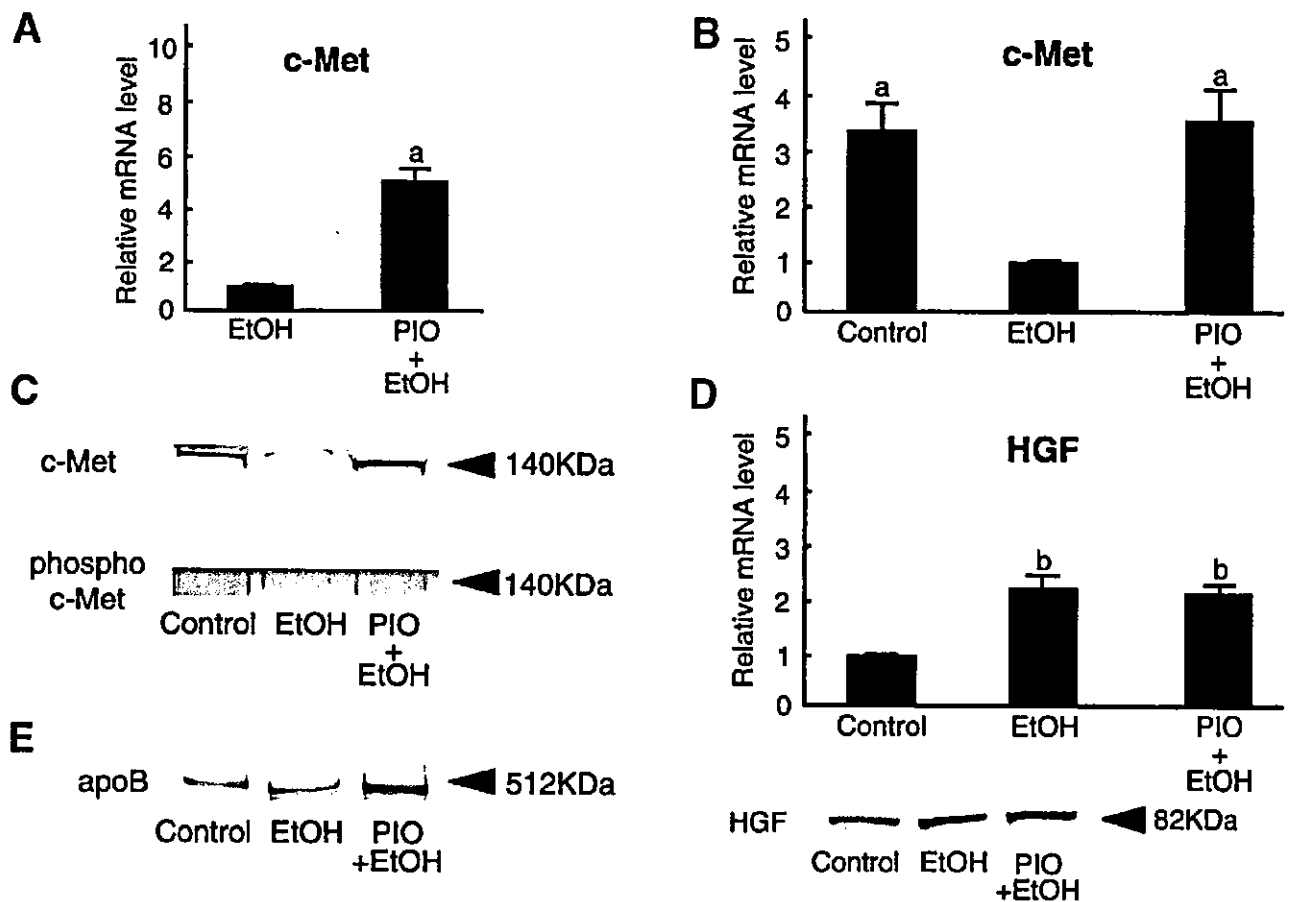 A
c-Met
Relative mRNA level
10
8
6
4
2
0
a
EtOH
PIO
+
EtOH
B
c-Met
Relative mRNA level
5
4
3
2
1
0
a
a
Control
EtOH
PIO
+
EtOH
C
c-Met
140KDa
phospho
c-Met
140KDa
Control
EtOH
PIO
+
EtOH
D
HGF
Relative mRNA level
5
4
3
2
1
0
b
b
Control
EtOH
PIO
+
EtOH
HGF
82KDa
Control
EtOH
PIO
+EtOH
E
apoB
512KDa
Control
EtOH
PIO
+EtOH